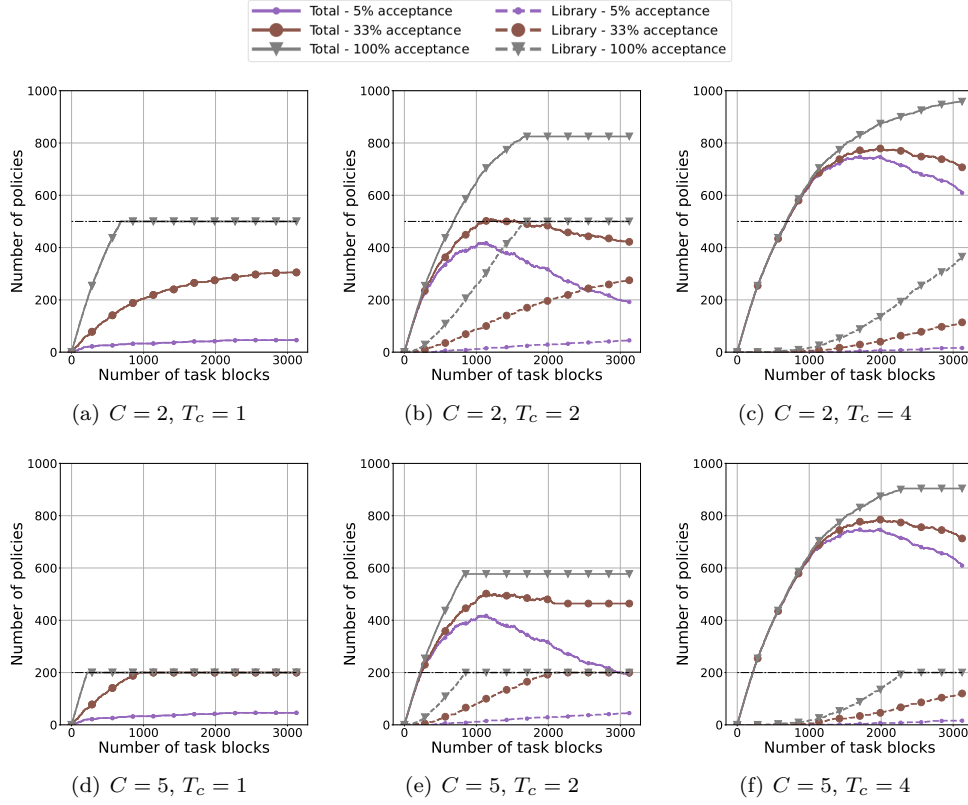 Total - 5% acceptance
Total - 33% acceptance
Total - 100% acceptance
Library - 5% acceptance
Library - 33% acceptance
Library - 100% acceptance
Number of policies
1000
800
600
400
200
0
0 1000 2000 3000
Number of task blocks
(a) C = 2, T_c = 1
Number of policies
1000
800
600
400
200
0
0 1000 2000 3000
Number of task blocks
(b) C = 2, T_c = 2
Number of policies
1000
800
600
400
200
0
0 1000 2000 3000
Number of task blocks
(c) C = 2, T_c = 4
Number of policies
1000
800
600
400
200
0
0 1000 2000 3000
Number of task blocks
(d) C = 5, T_c = 1
Number of policies
1000
800
600
400
200
0
0 1000 2000 3000
Number of task blocks
(e) C = 5, T_c = 2
Number of policies
1000
800
600
400
200
0
0 1000 2000 3000
Number of task blocks
(f) C = 5, T_c = 4